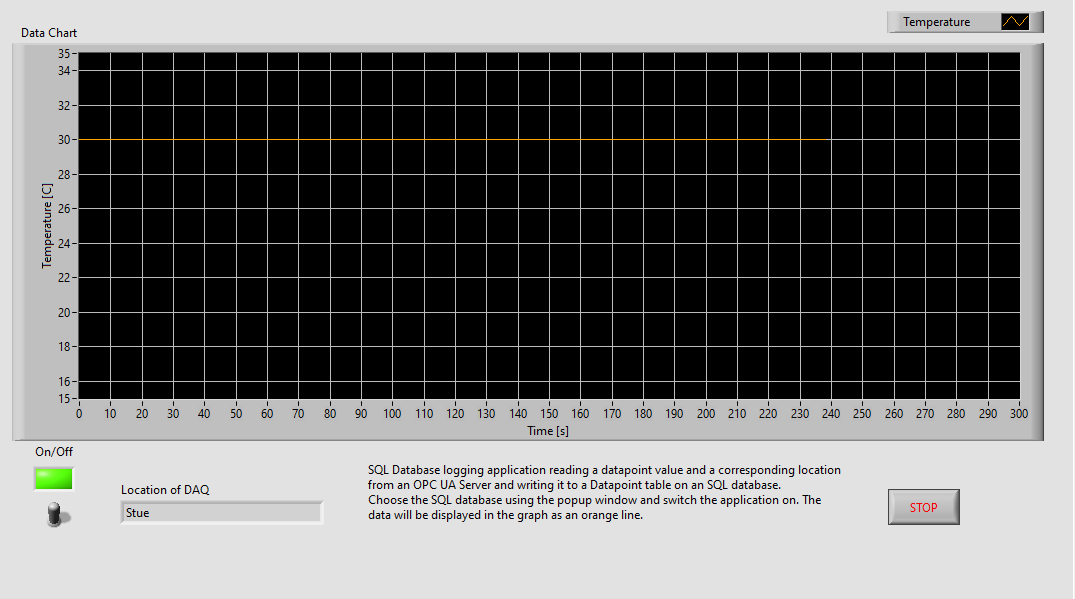 Temperature
Data Chart
35
34
32
30
28
26
24
22
20
18
16
15
Temperature [C]
0 10 20 30 40 50 60 70 80 90 100 110 120 130 140 150 160 170 180 190 200 210 220 230 240 250 260 270 280 290 300
Time [s]
On/Off
Location of DAQ
Stue
SQL Database logging application reading a datapoint value and a corresponding location
from an OPC UA Server and writing it to a Datapoint table on an SQL database.
Choose the SQL database using the popup window and switch the application on. The
data will be displayed in the graph as an orange line.
STOP